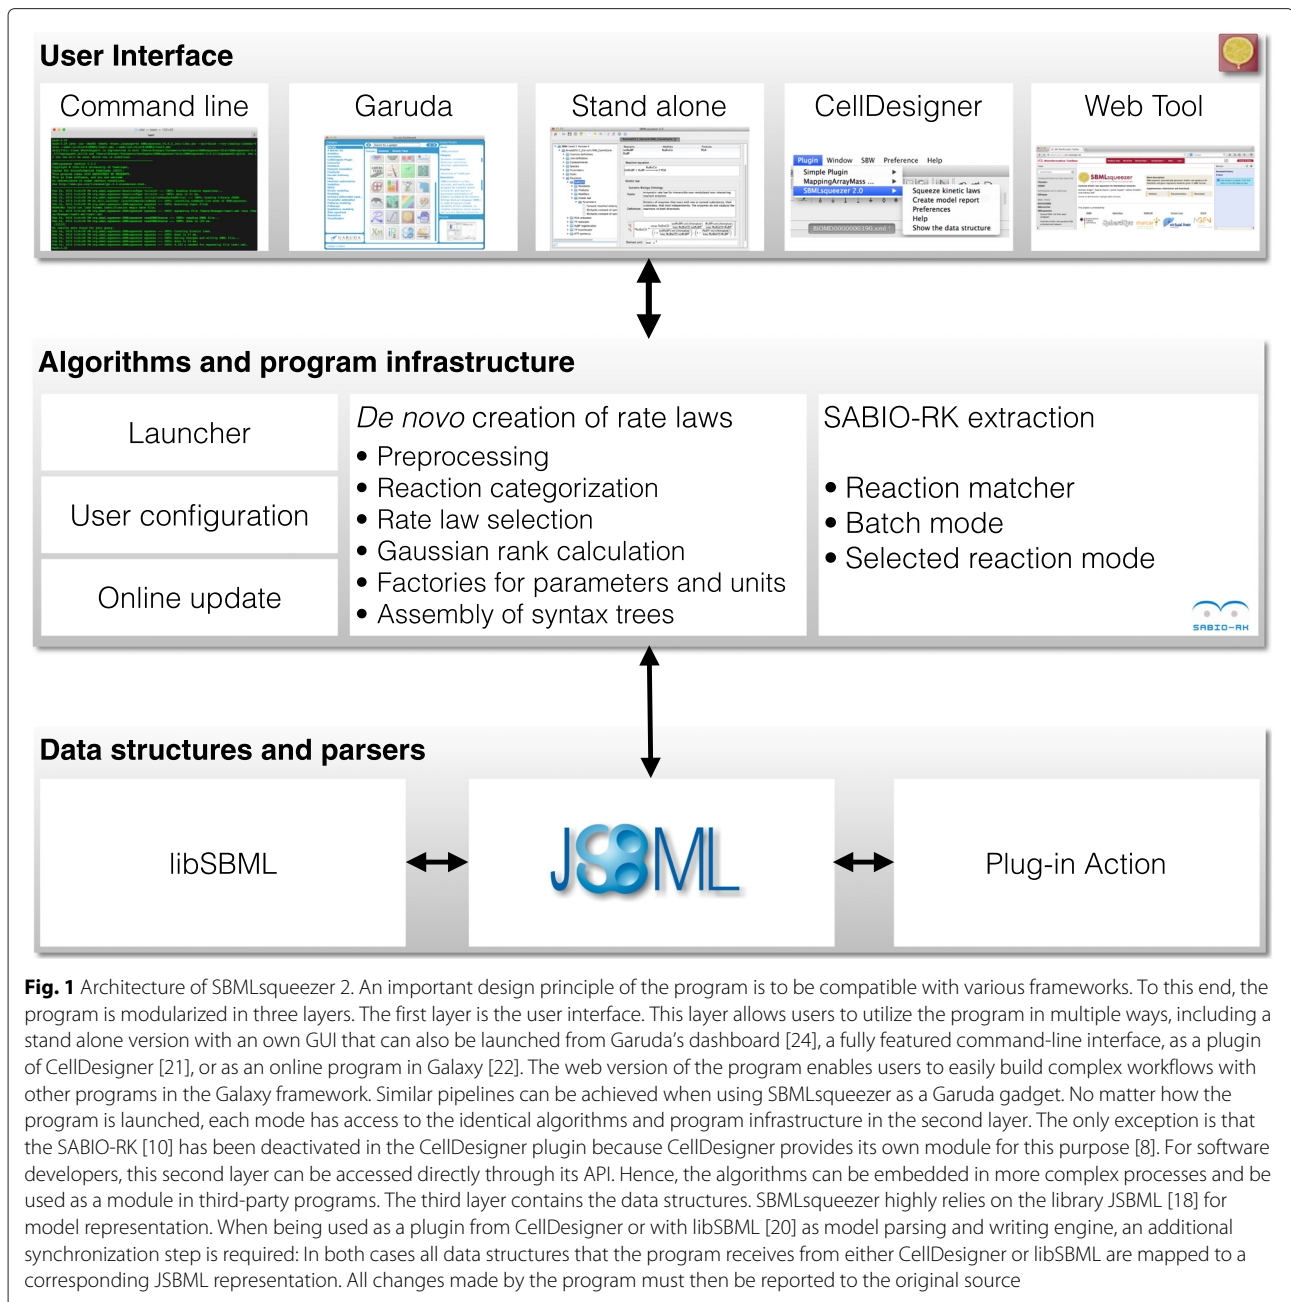 User Interface
Command line
Garuda
Stand alone
CellDesigner
Web Tool
Plugin Window SBW Preference Help
Simple Plugin
MappingArrayMass ...
SBMLsqueezer 2.0
Squeeze kinetic laws
Create model report
Preferences
Help
Show the data structure
BIOMD0000000390.xml
SBMLsqueezer
Algorithms and program infrastructure
Launcher
User configuration
Online update
De novo creation of rate laws
• Preprocessing
• Reaction categorization
• Rate law selection
• Gaussian rank calculation
• Factories for parameters and units
• Assembly of syntax trees
SABIO-RK extraction
• Reaction matcher
• Batch mode
• Selected reaction mode
SABIO-RK
Data structures and parsers
libSBML
JSBML
Plug-in Action
Fig. 1 Architecture of SBMLsqueezer 2. An important design principle of the program is to be compatible with various frameworks. To this end, the
program is modularized in three layers. The first layer is the user interface. This layer allows users to utilize the program in multiple ways, including a
stand alone version with an own GUI that can also be launched from Garuda's dashboard [24], a fully featured command-line interface, as a plugin
of CellDesigner [21], or as an online program in Galaxy [22]. The web version of the program enables users to easily build complex workflows with
other programs in the Galaxy framework. Similar pipelines can be achieved when using SBMLsqueezer as a Garuda gadget. No matter how the
program is launched, each mode has access to the identical algorithms and program infrastructure in the second layer. The only exception is that
the SABIO-RK [10] has been deactivated in the CellDesigner plugin because CellDesigner provides its own module for this purpose [8]. For software
developers, this second layer can be accessed directly through its API. Hence, the algorithms can be embedded in more complex processes and be
used as a module in third-party programs. The third layer contains the data structures. SBMLsqueezer highly relies on the library JSBML [18] for
model representation. When being used as a plugin from CellDesigner or with libSBML [20] as model parsing and writing engine, an additional
synchronization step is required: In both cases all data structures that the program receives from either CellDesigner or libSBML are mapped to a
corresponding JSBML representation. All changes made by the program must then be reported to the original source